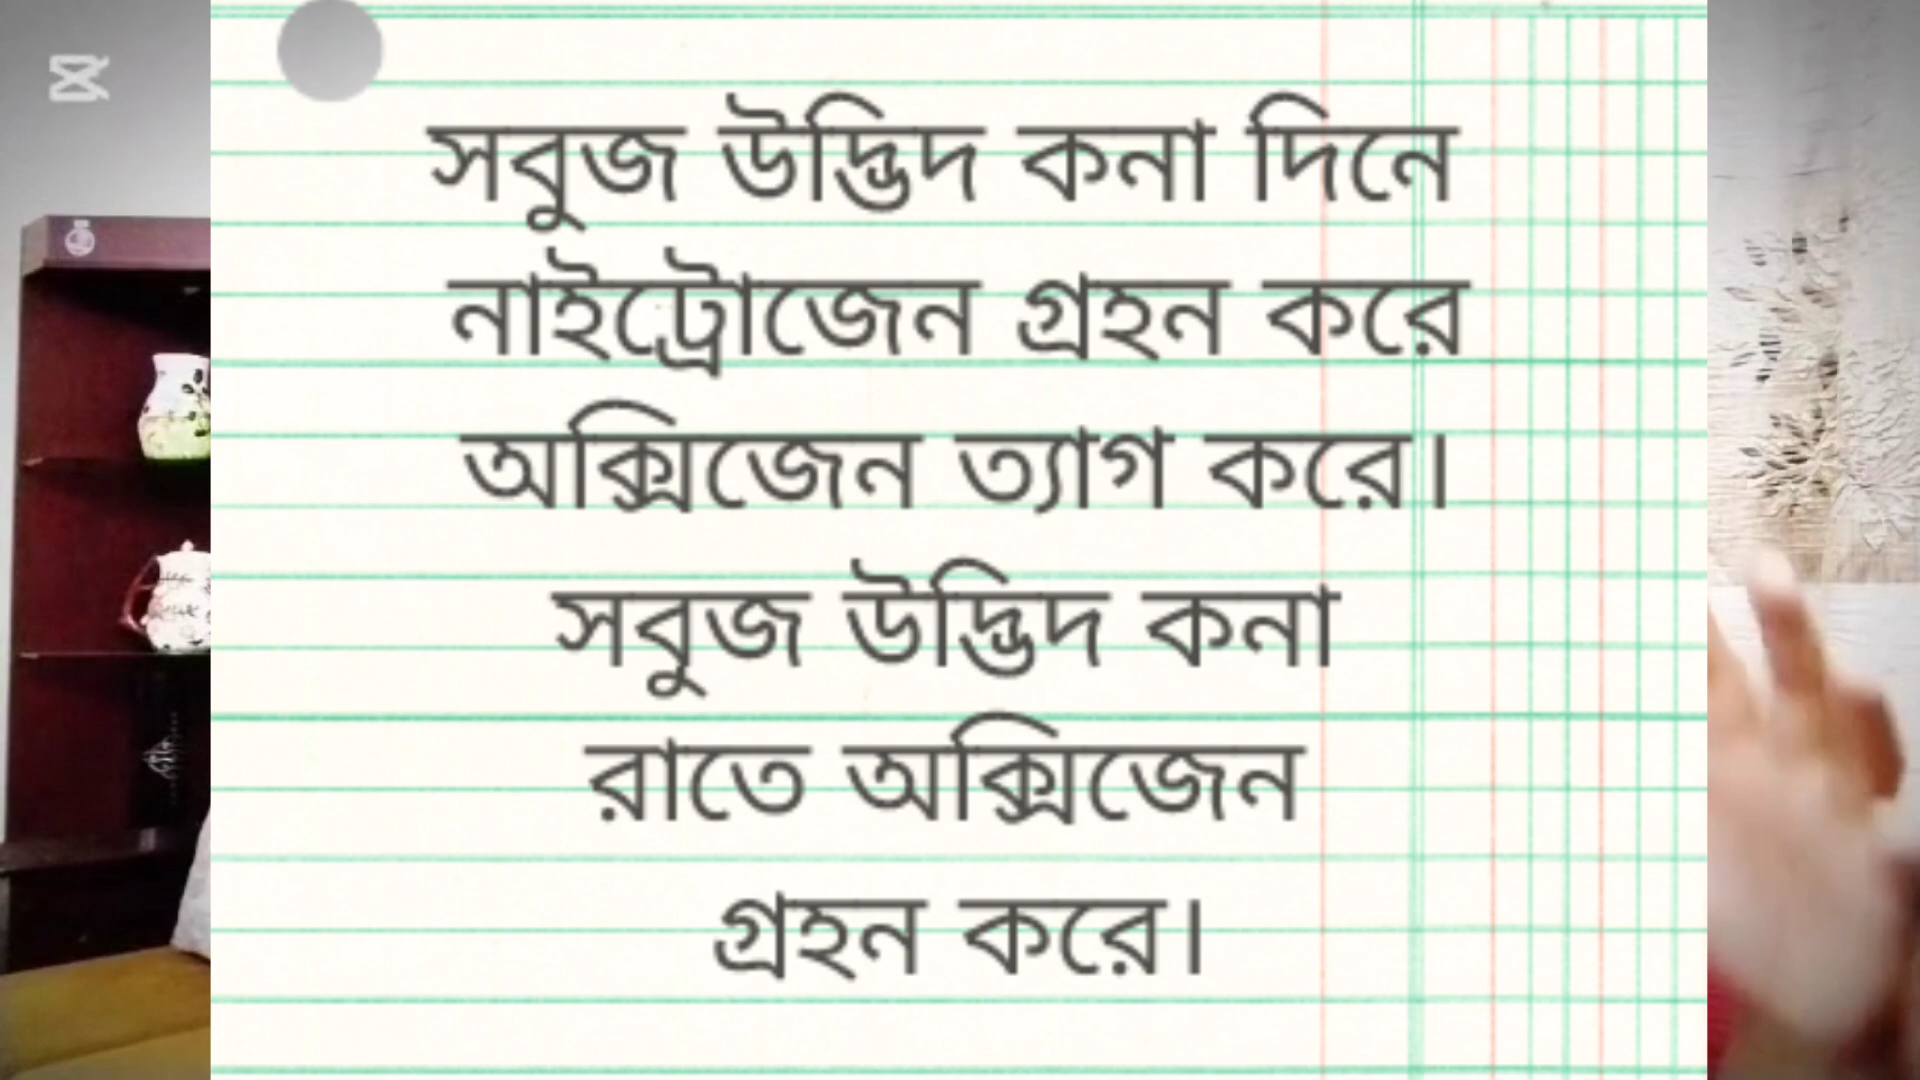 সবুজ উদ্ভিদ কনা দিনে
নাইট্রোজেন গ্রহন করে
অক্সিজেন ত্যাগ করে।
সবুজ উদ্ভিদ কনা
রাতে অক্সিজেন
গ্রহন করে।